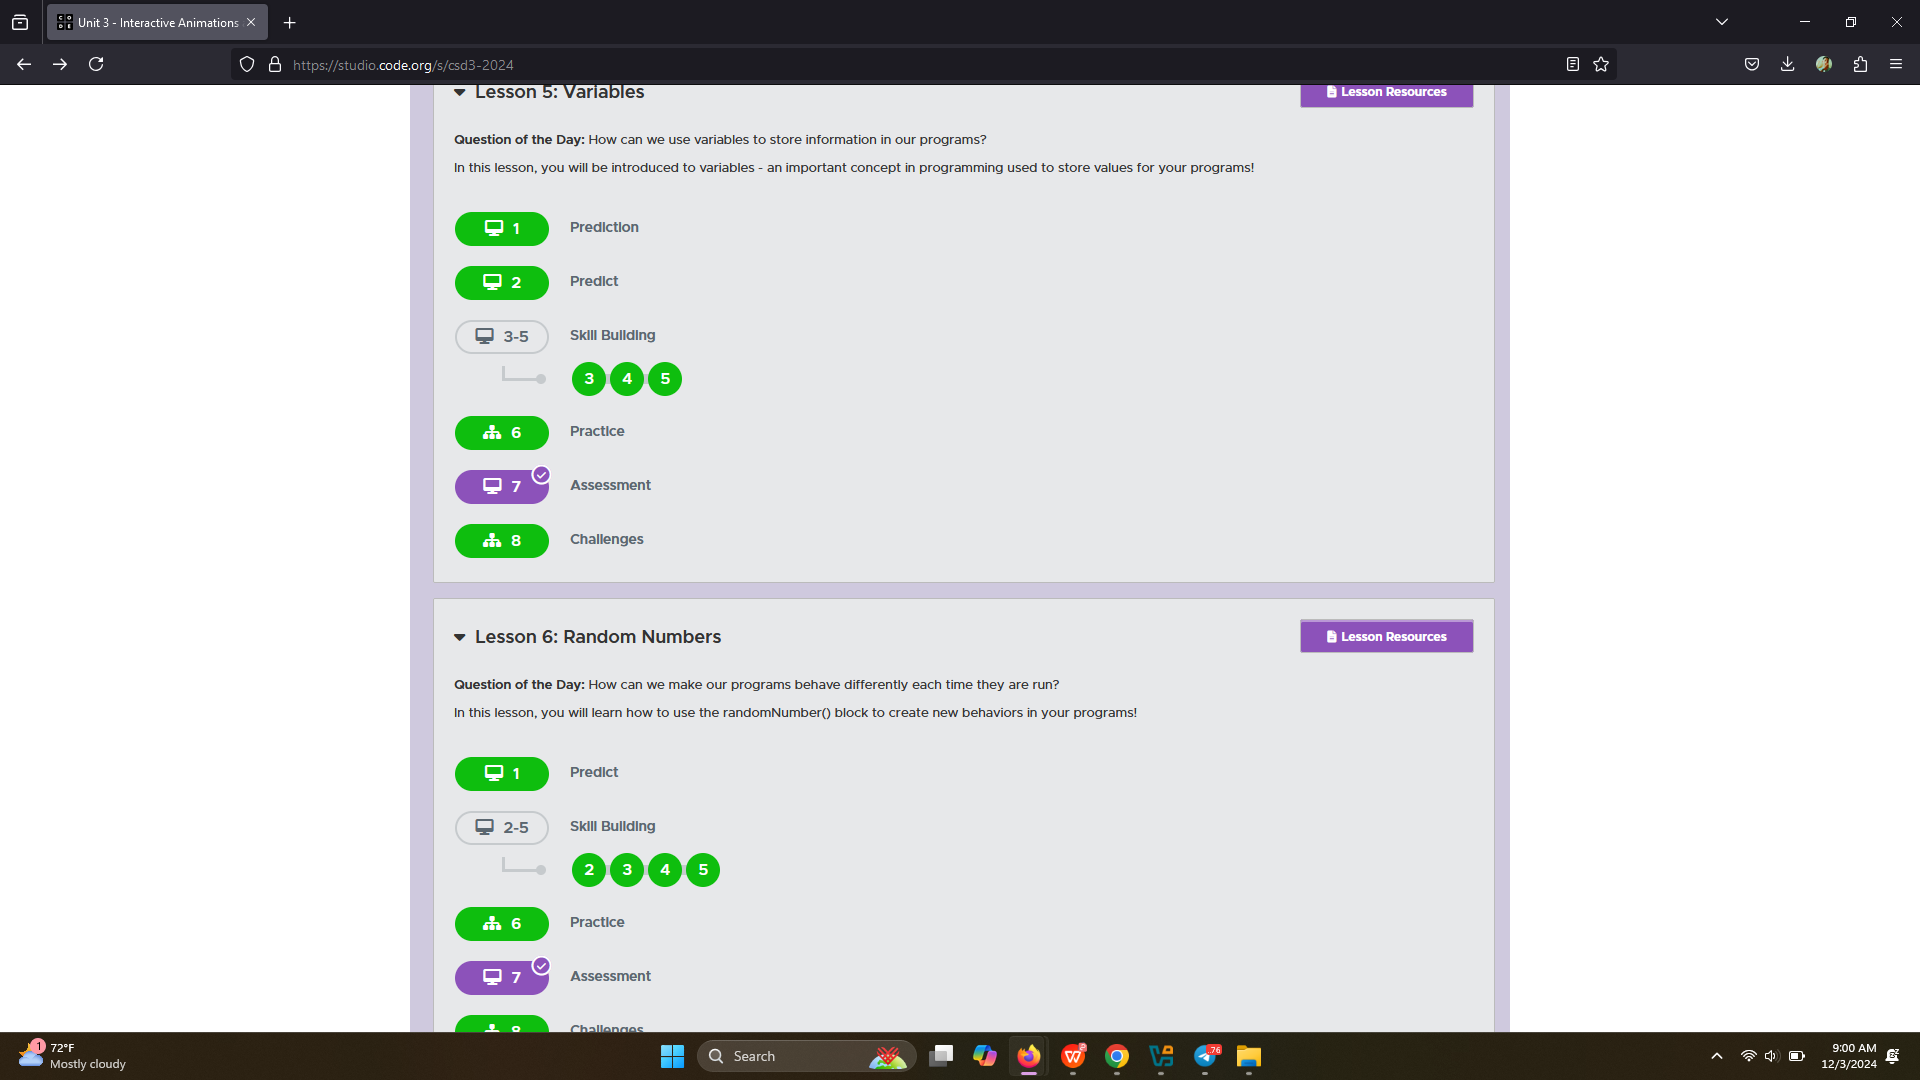 Unit 3 - Interactive Animations
https://studio.code.org/s/csd3-2024
Lesson 5: Variables
Lesson Resources
Question of the Day: How can we use variables to store information in our programs?
In this lesson, you will be introduced to variables - an important concept in programming used to store values for your programs!
1 Prediction
2 Predict
3-5 Skill Building
3 4 5
6 Practice
7 Assessment
8 Challenges
Lesson 6: Random Numbers
Lesson Resources
Question of the Day: How can we make our programs behave differently each time they are run?
In this lesson, you will learn how to use the randomNumber() block to create new behaviors in your programs!
1 Predict
2-5 Skill Building
2 3 4 5
6 Practice
7 Assessment
8 Challenges
1
72°F
Mostly cloudy
Search
76
9:00 AM
12/3/2024